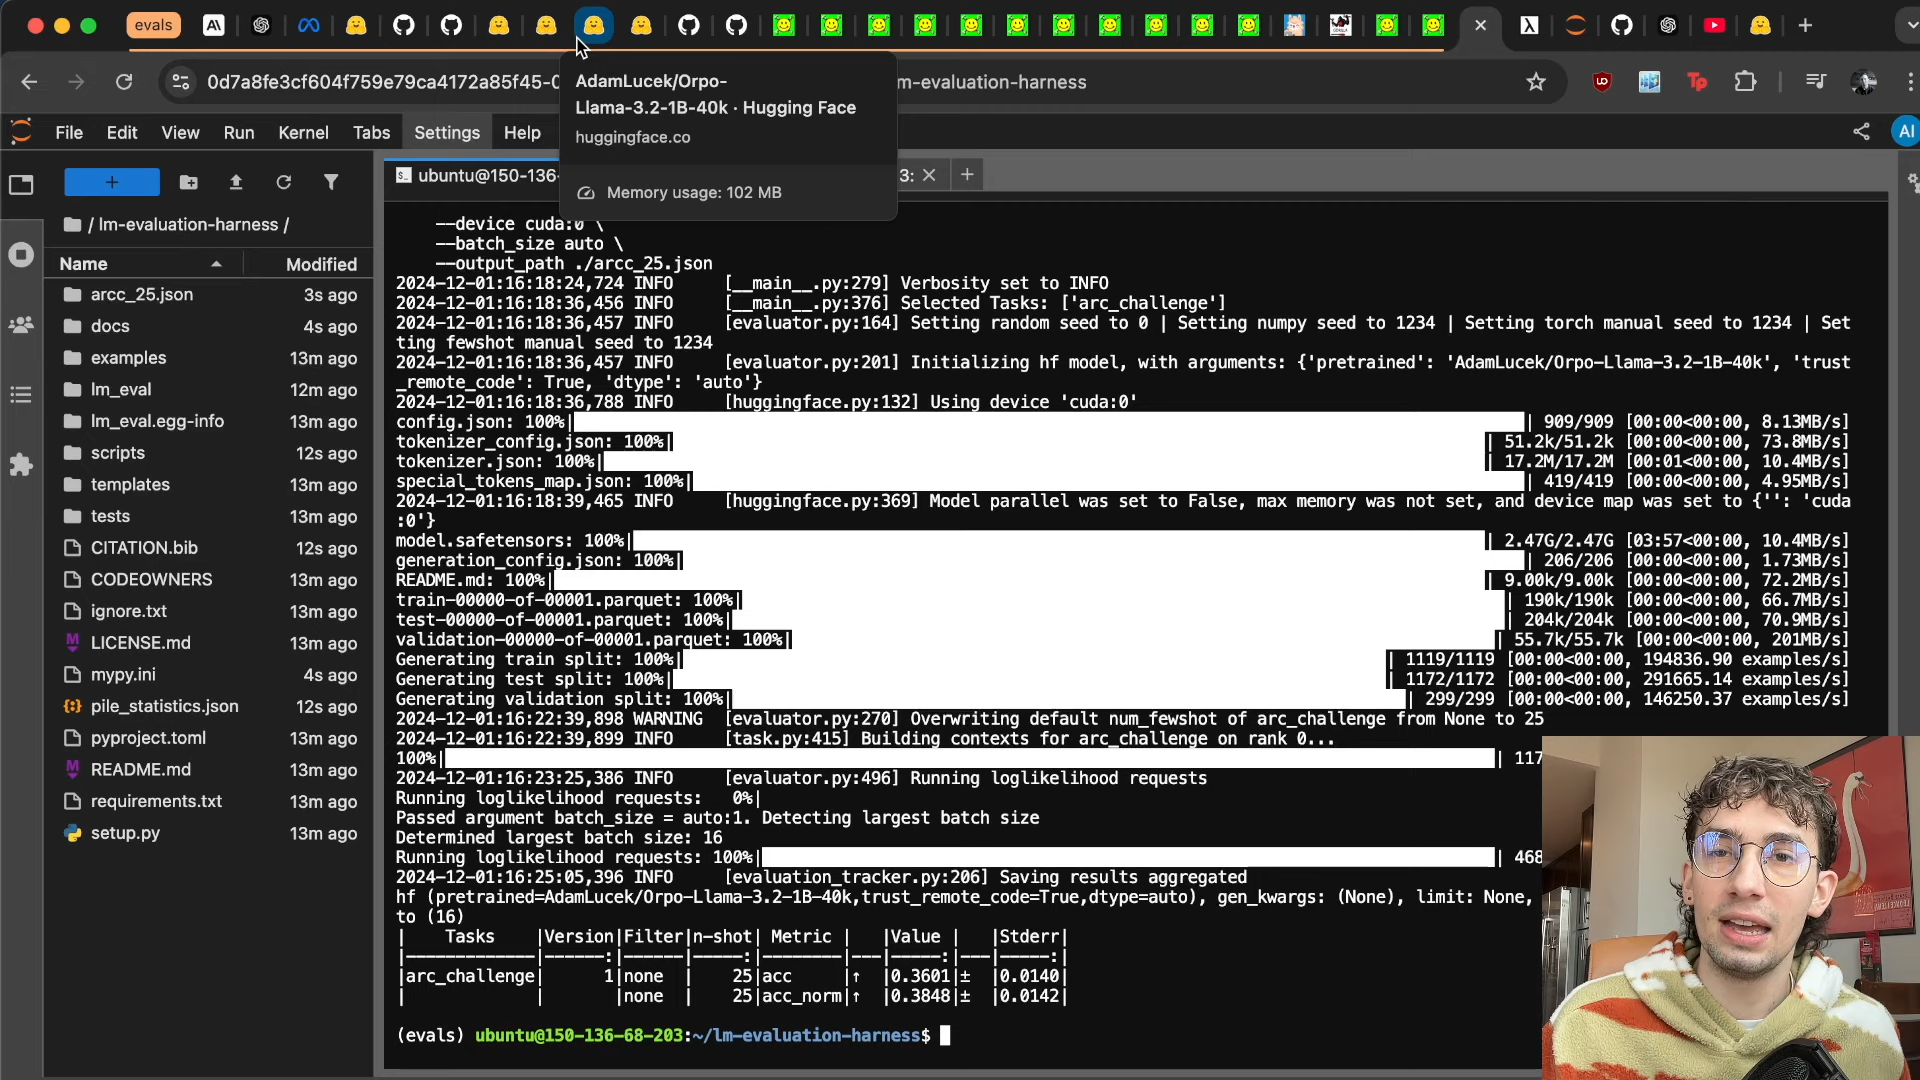 evals
0d7a8fe3cf604f759e79ca4172a85f45-0
m-evaluation-harness
AdamLucek/Orpo-
Llama-3.2-1B-40k · Hugging Face
huggingface.co
Memory usage: 102 MB
File Edit View Run Kernel Tabs Settings Help
AI
ubuntu@150-136-
3:
/ lm-evaluation-harness /
Name Modified
arcc_25.json 3s ago
docs 4s ago
examples 13m ago
lm_eval 12m ago
lm_eval.egg-info 13m ago
scripts 12s ago
templates 13m ago
tests 13m ago
CITATION.bib 12s ago
CODEOWNERS 13m ago
ignore.txt 13m ago
LICENSE.md 13m ago
mypy.ini 4s ago
pile_statistics.json 12s ago
pyproject.toml 13m ago
README.md 13m ago
requirements.txt 13m ago
setup.py 13m ago
--device cuda:0 \
--batch_size auto \
--output_path ./arcc_25.json
2024-12-01:16:18:24,724 INFO [__main__.py:279] Verbosity set to INFO
2024-12-01:16:18:36,456 INFO [__main__.py:376] Selected Tasks: ['arc_challenge']
2024-12-01:16:18:36,457 INFO [evaluator.py:164] Setting random seed to 0 | Setting numpy seed to 1234 | Setting torch manual seed to 1234 | Set
ting fewshot manual seed to 1234
2024-12-01:16:18:36,457 INFO [evaluator.py:201] Initializing hf model, with arguments: {'pretrained': 'AdamLucek/Orpo-Llama-3.2-1B-40k', 'trust
_remote_code': True, 'dtype': 'auto'}
2024-12-01:16:18:36,788 INFO [huggingface.py:132] Using device 'cuda:0'
config.json: 100%| | 909/909 [00:00<00:00, 8.13MB/s]
tokenizer_config.json: 100%| | 51.2k/51.2k [00:00<00:00, 73.8MB/s]
tokenizer.json: 100%| | 17.2M/17.2M [00:01<00:00, 10.4MB/s]
special_tokens_map.json: 100%| | 419/419 [00:00<00:00, 4.95MB/s]
2024-12-01:16:18:39,465 INFO [huggingface.py:369] Model parallel was set to False, max memory was not set, and device map was set to {'': 'cuda
:0'}
model.safetensors: 100%| | 2.47G/2.47G [03:57<00:00, 10.4MB/s]
generation_config.json: 100%| | 206/206 [00:00<00:00, 1.73MB/s]
README.md: 100%| | 9.00k/9.00k [00:00<00:00, 72.2MB/s]
train-00000-of-00001.parquet: 100%| | 190k/190k [00:00<00:00, 66.7MB/s]
test-00000-of-00001.parquet: 100%| | 204k/204k [00:00<00:00, 70.9MB/s]
validation-00000-of-00001.parquet: 100%| | 55.7k/55.7k [00:00<00:00, 201MB/s]
Generating train split: 100%| | 1119/1119 [00:00<00:00, 194836.90 examples/s]
Generating test split: 100%| | 1172/1172 [00:00<00:00, 291665.14 examples/s]
Generating validation split: 100%| | 299/299 [00:00<00:00, 146250.37 examples/s]
2024-12-01:16:22:39,898 WARNING [evaluator.py:270] Overwriting default num_fewshot of arc_challenge from None to 25
2024-12-01:16:22:39,899 INFO [task.py:415] Building contexts for arc_challenge on rank 0...
100%| | 117
2024-12-01:16:23:25,386 INFO [evaluator.py:496] Running loglikelihood requests
Running loglikelihood requests: 0%|
Passed argument batch_size = auto:1. Detecting largest batch size
Determined largest batch size: 16
Running loglikelihood requests: 100%| | 468
2024-12-01:16:25:05,396 INFO [evaluation_tracker.py:206] Saving results aggregated
hf (pretrained=AdamLucek/Orpo-Llama-3.2-1B-40k,trust_remote_code=True,dtype=auto), gen_kwargs: (None), limit: None,
to (16)
| Tasks |Version|Filter|n-shot| Metric | |Value | |Stderr|
|-------------|------:|------|-----:|--------|---|-----:|---|-----:|
|arc_challenge| 1|none | 25|acc |↑ |0.3601|± |0.0140|
| | |none | 25|acc_norm|↑ |0.3848|± |0.0142|
(evals) ubuntu@150-136-68-203:~/lm-evaluation-harness$